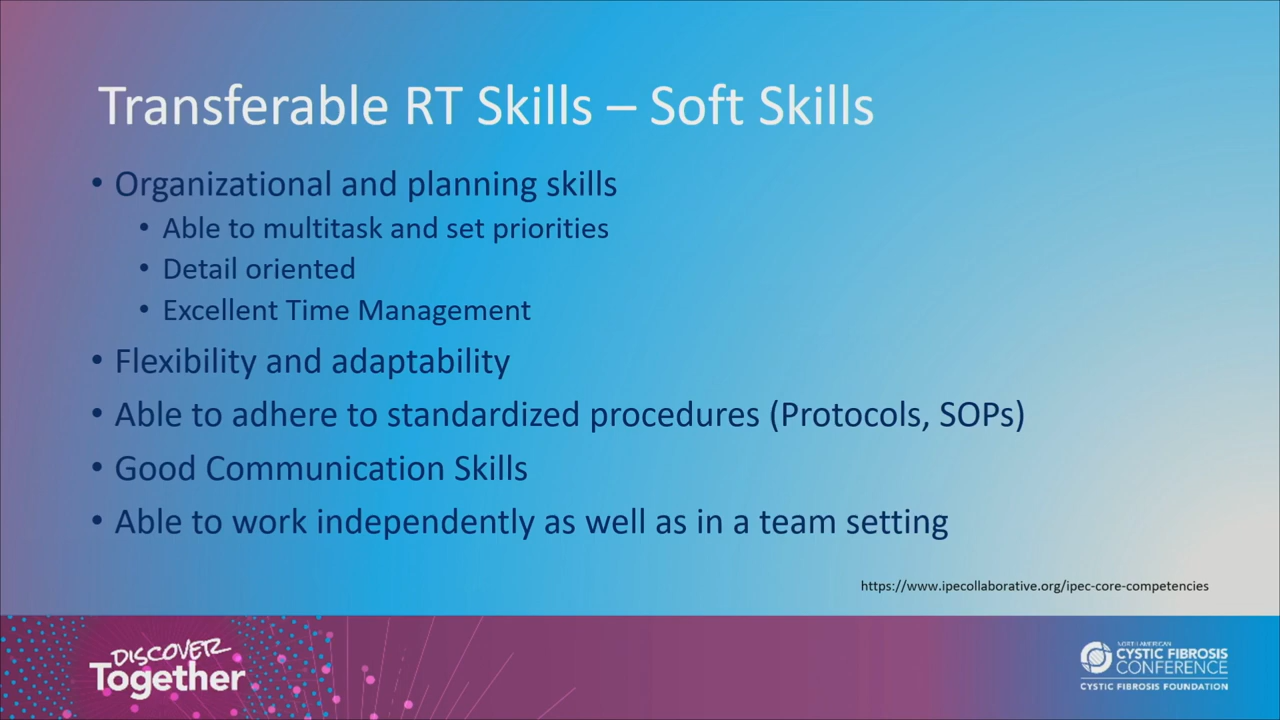 Transferable RT Skills – Soft Skills
• Organizational and planning skills
• Able to multitask and set priorities
• Detail oriented
• Excellent Time Management
• Flexibility and adaptability
• Able to adhere to standardized procedures (Protocols, SOPs)
• Good Communication Skills
• Able to work independently as well as in a team setting
https://www.ipecollaborative.org/ipec-core-competencies
DISCOVER
Together
NORTH AMERICAN
CYSTIC FIBROSIS
CONFERENCE
CYSTIC FIBROSIS FOUNDATION